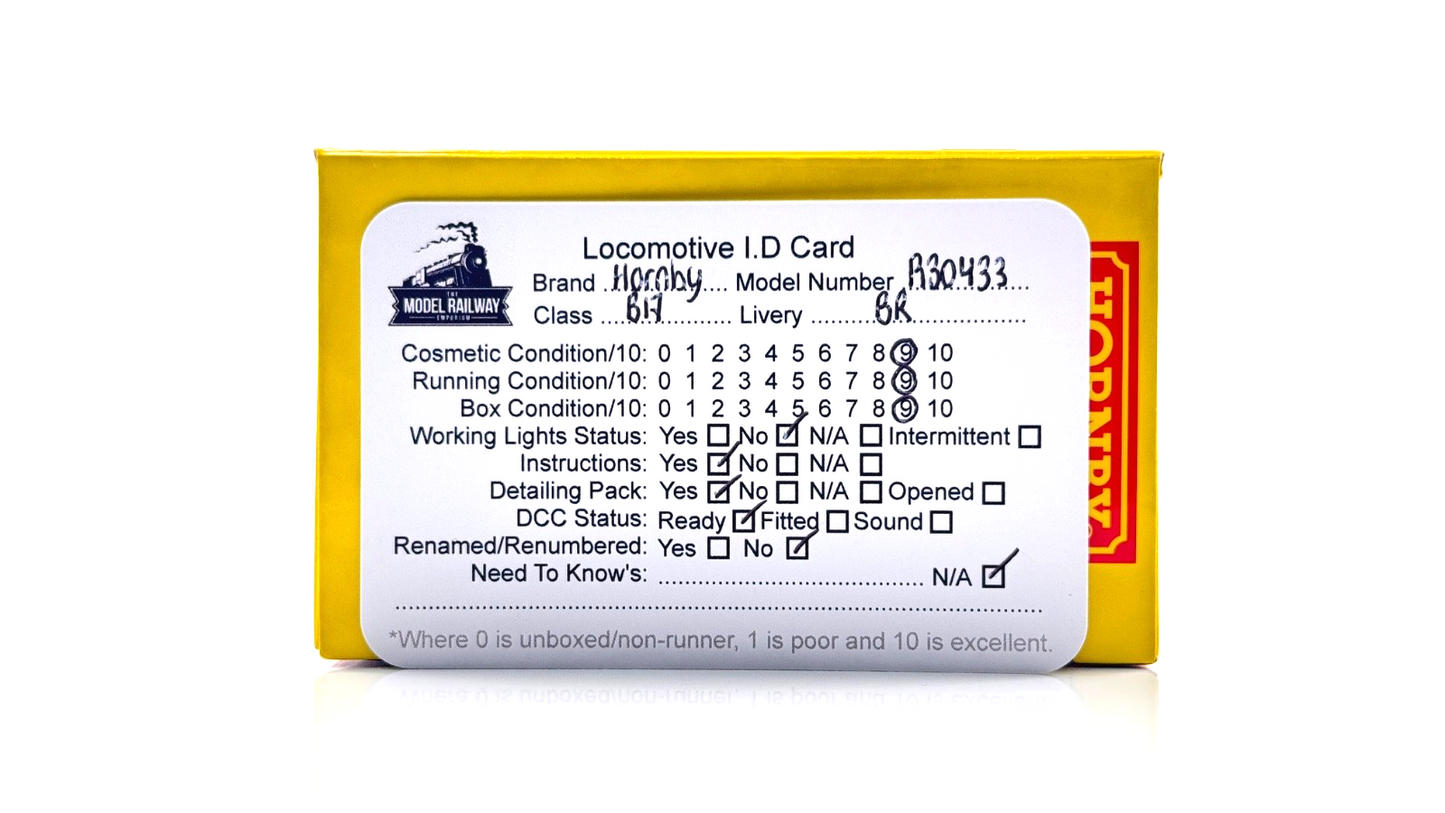 Locomotive I.D Card
Brand ...Hornby.... Model Number ..R30433...
Class ....B17............ Livery ..........BR..................
THE
MODEL RAILWAY
EMPORIUM
Cosmetic Condition/10: 0 1 2 3 4 5 6 7 8 9 10
Running Condition/10: 0 1 2 3 4 5 6 7 8 9 10
Box Condition/10: 0 1 2 3 4 5 6 7 8 9 10
Working Lights Status: Yes ☐ No ☑ N/A ☐ Intermittent ☐
Instructions: Yes ☑ No ☐ N/A ☐
Detailing Pack: Yes ☑ No ☐ N/A ☐ Opened ☐
DCC Status: Ready ☑ Fitted ☐ Sound ☐
Renamed/Renumbered: Yes ☐ No ☑
Need To Know's: ........................................ N/A ☑
*Where 0 is unboxed/non-runner, 1 is poor and 10 is excellent.
HORNBY